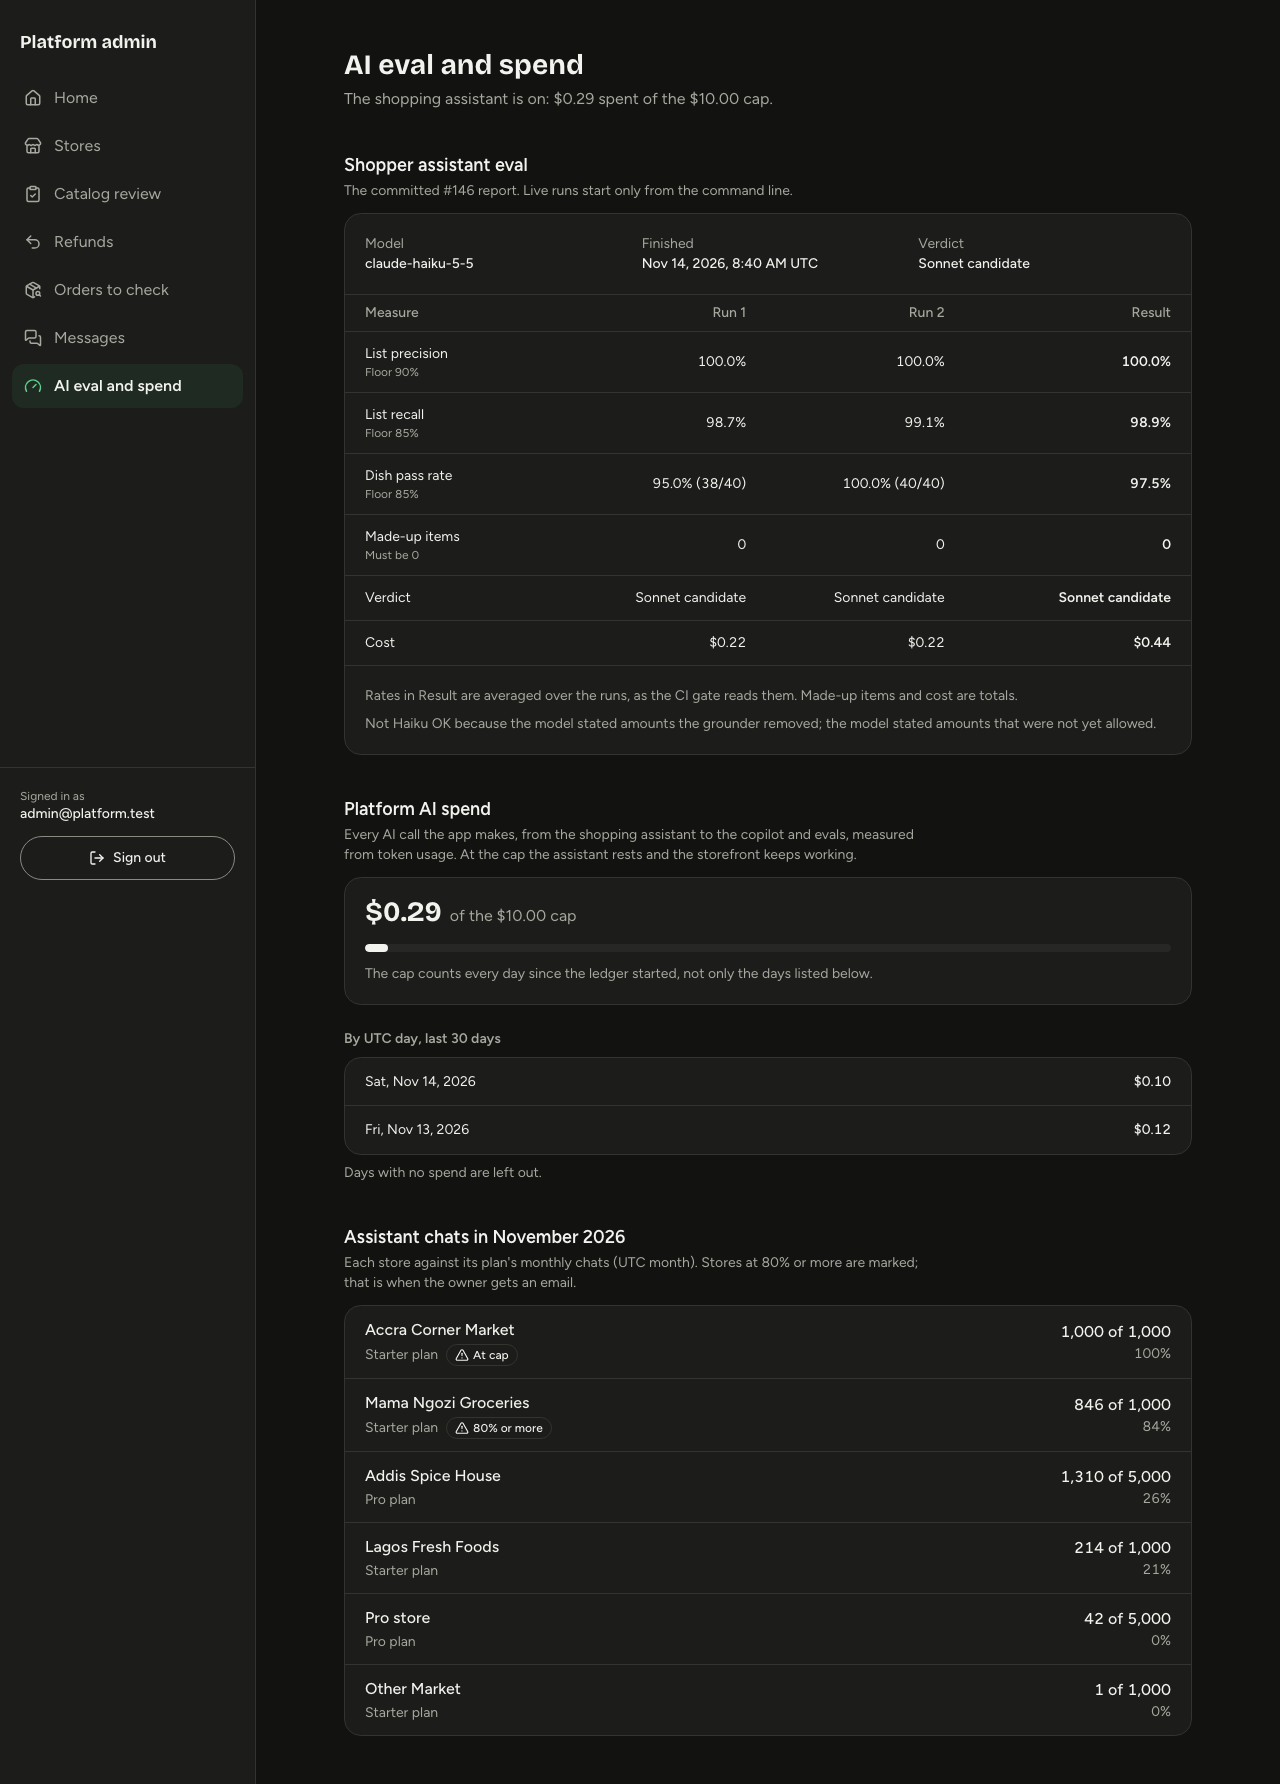 Platform admin
Home
Stores
Catalog review
Refunds
Orders to check
Messages
AI eval and spend
Signed in as
admin@platform.test
Sign out
AI eval and spend
The shopping assistant is on: $0.29 spent of the $10.00 cap.
Shopper assistant eval
The committed #146 report. Live runs start only from the command line.
Model Finished Verdict
claude-haiku-5-5 Nov 14, 2026, 8:40 AM UTC Sonnet candidate
Measure Run 1 Run 2 Result
List precision
Floor 90%
100.0% 100.0% 100.0%
List recall
Floor 85%
98.7% 99.1% 98.9%
Dish pass rate
Floor 85%
95.0% (38/40) 100.0% (40/40) 97.5%
Made-up items
Must be 0
0 0 0
Verdict Sonnet candidate Sonnet candidate Sonnet candidate
Cost $0.22 $0.22 $0.44
Rates in Result are averaged over the runs, as the CI gate reads them. Made-up items and cost are totals.
Not Haiku OK because the model stated amounts the grounder removed; the model stated amounts that were not yet allowed.
Platform AI spend
Every AI call the app makes, from the shopping assistant to the copilot and evals, measured
from token usage. At the cap the assistant rests and the storefront keeps working.
$0.29 of the $10.00 cap
The cap counts every day since the ledger started, not only the days listed below.
By UTC day, last 30 days
Sat, Nov 14, 2026 $0.10
Fri, Nov 13, 2026 $0.12
Days with no spend are left out.
Assistant chats in November 2026
Each store against its plan's monthly chats (UTC month). Stores at 80% or more are marked;
that is when the owner gets an email.
Accra Corner Market 1,000 of 1,000
Starter plan At cap 100%
Mama Ngozi Groceries 846 of 1,000
Starter plan 80% or more 84%
Addis Spice House 1,310 of 5,000
Pro plan 26%
Lagos Fresh Foods 214 of 1,000
Starter plan 21%
Pro store 42 of 5,000
Pro plan 0%
Other Market 1 of 1,000
Starter plan 0%